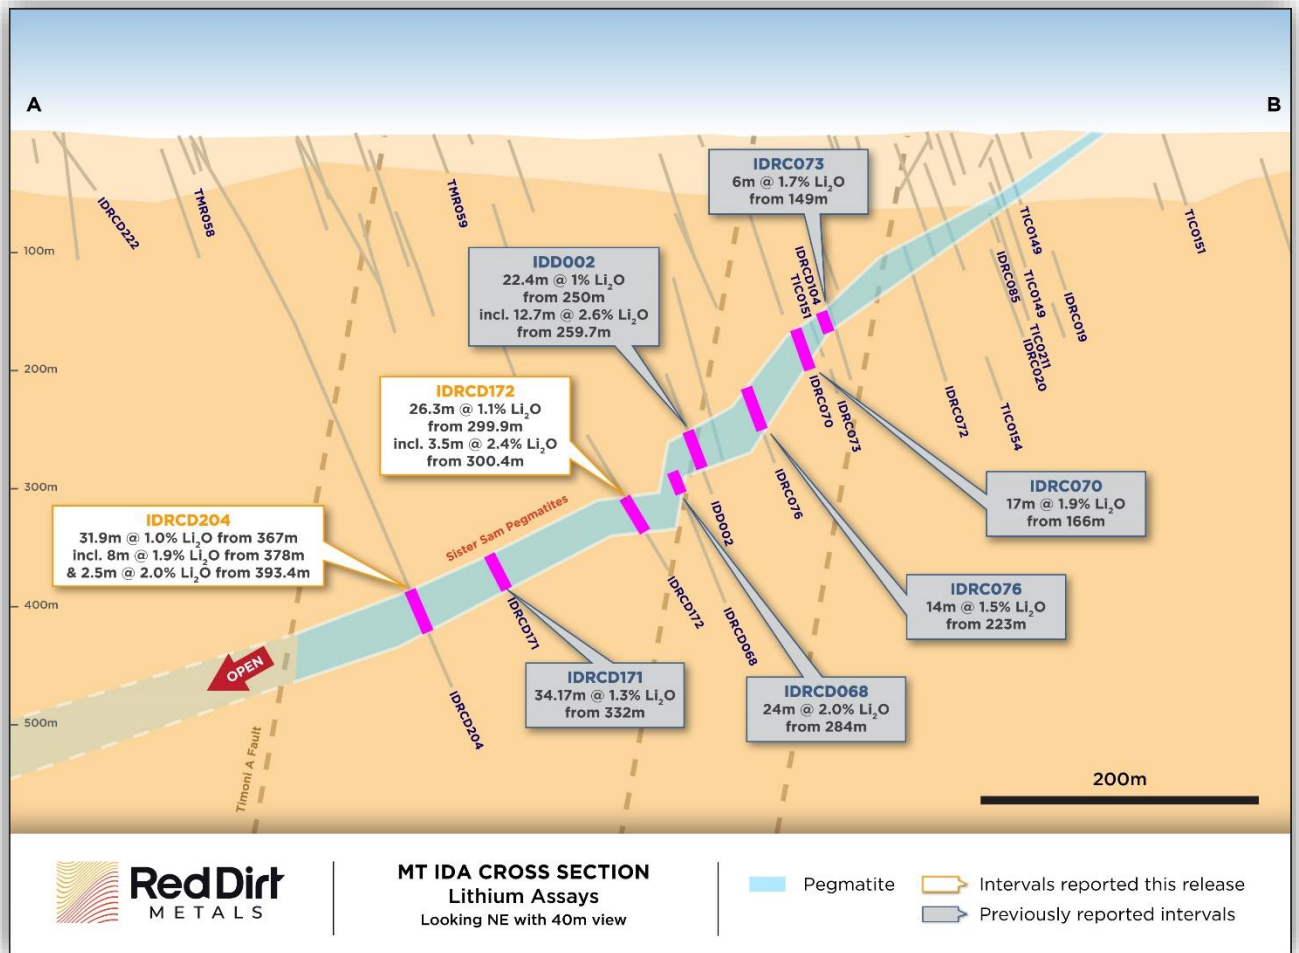 A
B
IDRC073
6m @ 1.7% Li₂O
from 149m
IDRCD222
TMR058
TMR059
TIC0149
TIC0151
100m
IDD002
22.4m @ 1% Li₂O
from 250m
incl. 12.7m @ 2.6% Li₂O
from 259.7m
IDRCD104
TIC0151
IDRC085
TIC0149
IDRC019
TIC0211
IDRC020
200m
IDRCD172
26.3m @ 1.1% Li₂O
from 299.9m
incl. 3.5m @ 2.4% Li₂O
from 300.4m
IDRC070
IDRC073
IDRC072
TIC0154
300m
IDRC070
17m @ 1.9% Li₂O
from 166m
IDRC076
IDD002
Sister Sam Pegmatites
IDRCD204
31.9m @ 1.0% Li₂O from 367m
incl. 8m @ 1.9% Li₂O from 378m
& 2.5m @ 2.0% Li₂O from 393.4m
400m
IDRCD171
IDRCD172
IDRCD068
IDRC076
14m @ 1.5% Li₂O
from 223m
OPEN
IDRCD171
34.17m @ 1.3% Li₂O
from 332m
IDRCD068
24m @ 2.0% Li₂O
from 284m
500m
IDRCD204
Timoni A Fault
200m
Red Dirt
METALS
MT IDA CROSS SECTION
Lithium Assays
Looking NE with 40m view
Pegmatite
Intervals reported this release
Previously reported intervals